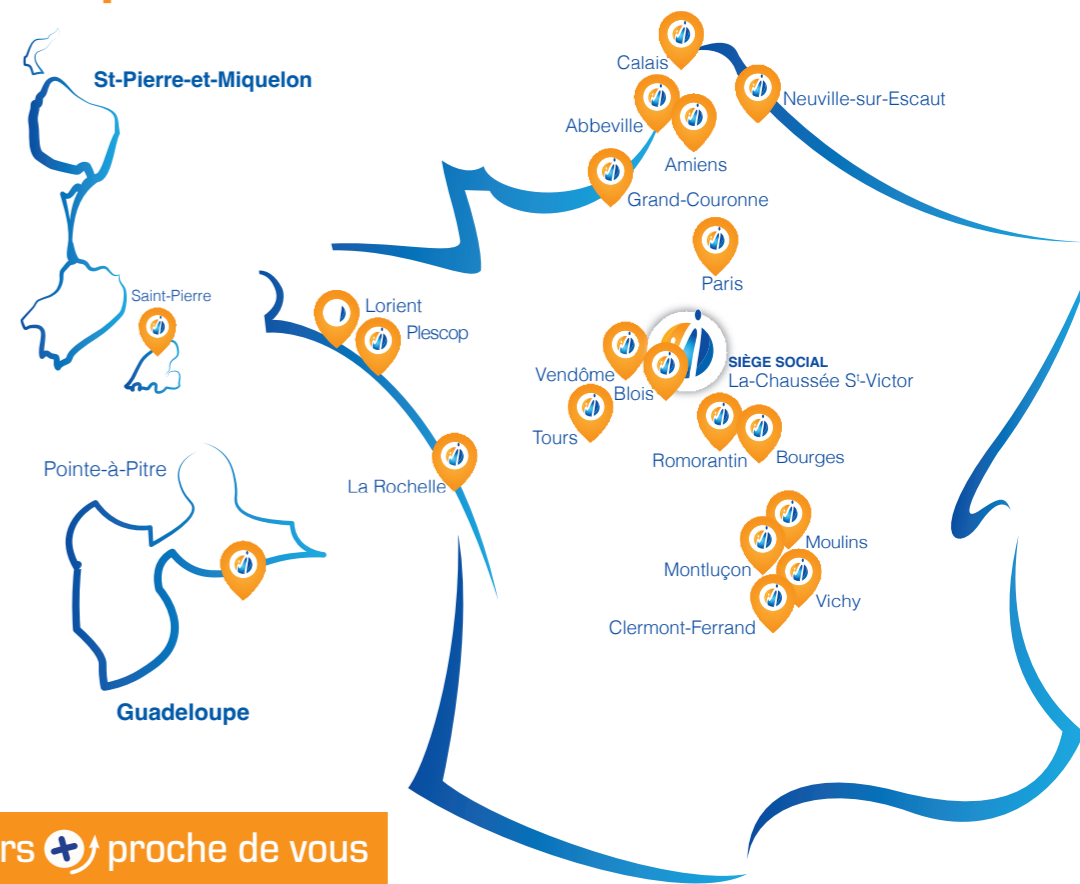 St-Pierre-et-Miquelon
Calais
Neuville-sur-Escaut
Abbeville
Amiens
Grand-Couronne
Paris
Saint-Pierre
Lorient
Plescop
SIÈGE SOCIAL
La-Chaussée Sᵗ-Victor
Vendôme
Blois
Tours
Romorantin
Bourges
Pointe-à-Pitre
La Rochelle
Moulins
Montluçon
Vichy
Clermont-Ferrand
Guadeloupe
rs + proche de vous